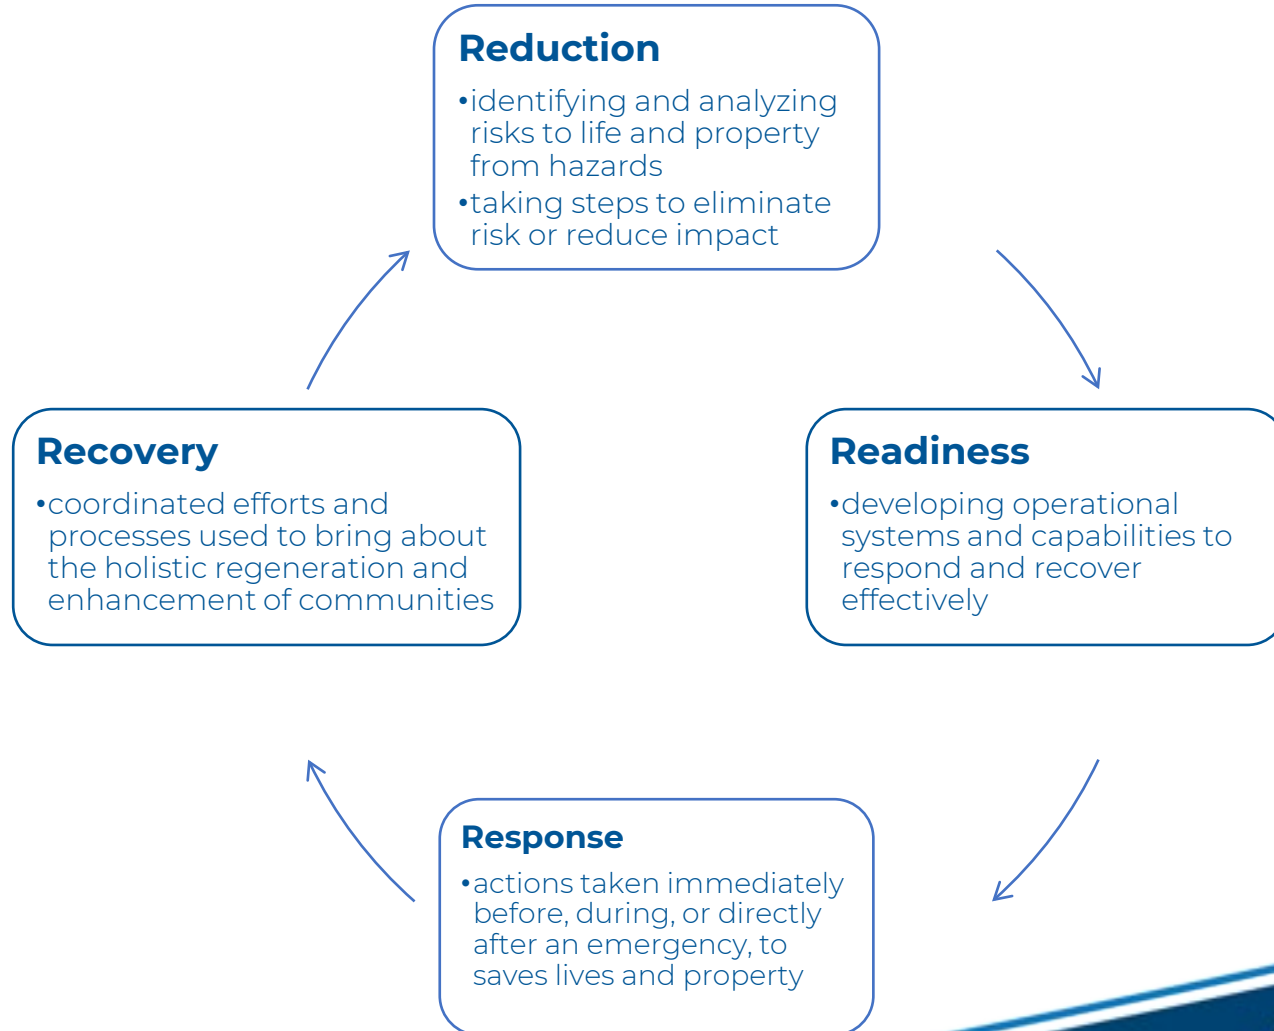 Reduction
•identifying and analyzing
risks to life and property
from hazards
•taking steps to eliminate
risk or reduce impact
Recovery
•coordinated efforts and
processes used to bring about
the holistic regeneration and
enhancement of communities
Readiness
•developing operational
systems and capabilities to
respond and recover
effectively
Response
•actions taken immediately
before, during, or directly
after an emergency, to
saves lives and property